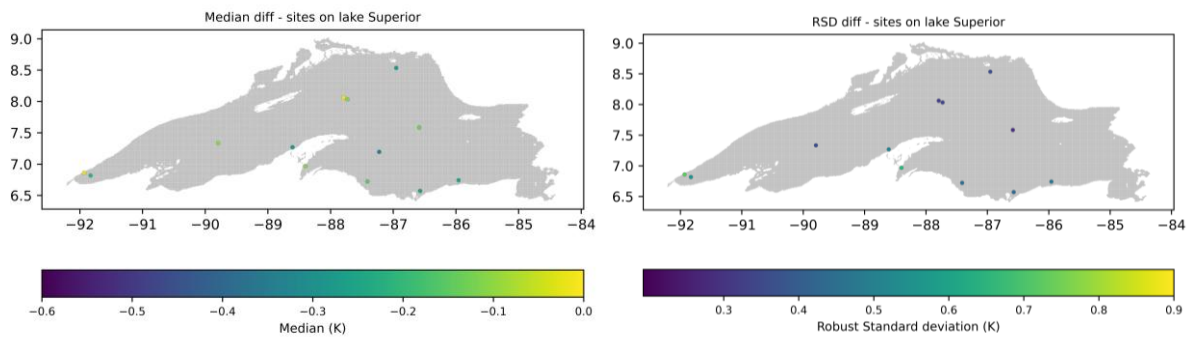 Median diff - sites on lake Superior
9.0
8.5
8.0
7.5
7.0
6.5
−92 −91 −90 −89 −88 −87 −86 −85 −84
−0.6 −0.5 −0.4 −0.3 −0.2 −0.1 0.0
Median (K)
RSD diff - sites on lake Superior
9.0
8.5
8.0
7.5
7.0
6.5
−92 −91 −90 −89 −88 −87 −86 −85 −84
0.3 0.4 0.5 0.6 0.7 0.8 0.9
Robust Standard deviation (K)